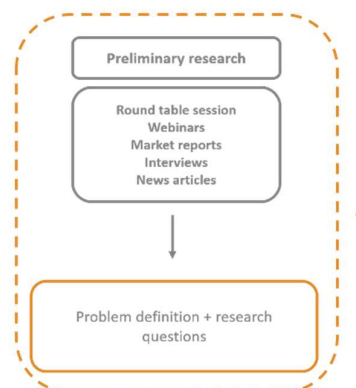 Preliminary research
Round table session
Webinars
Market reports
Interviews
News articles
Problem definition + research
questions